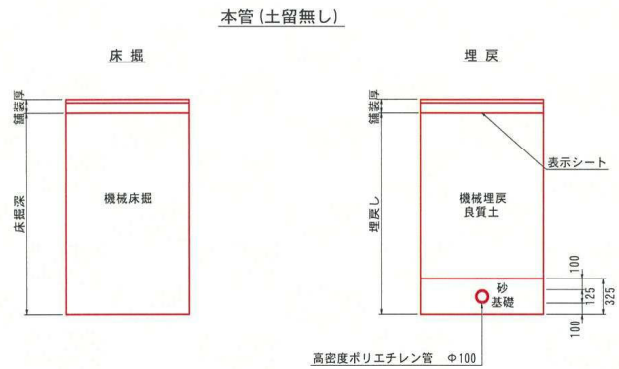 本管(土留無し)
床 掘
舗装厚
床掘深
機械床掘
埋 戻
舗装厚
埋戻し
表示シート
機械埋戻
良質土
砂
基礎
100
125
325
100
高密度ポリエチレン管 Φ100